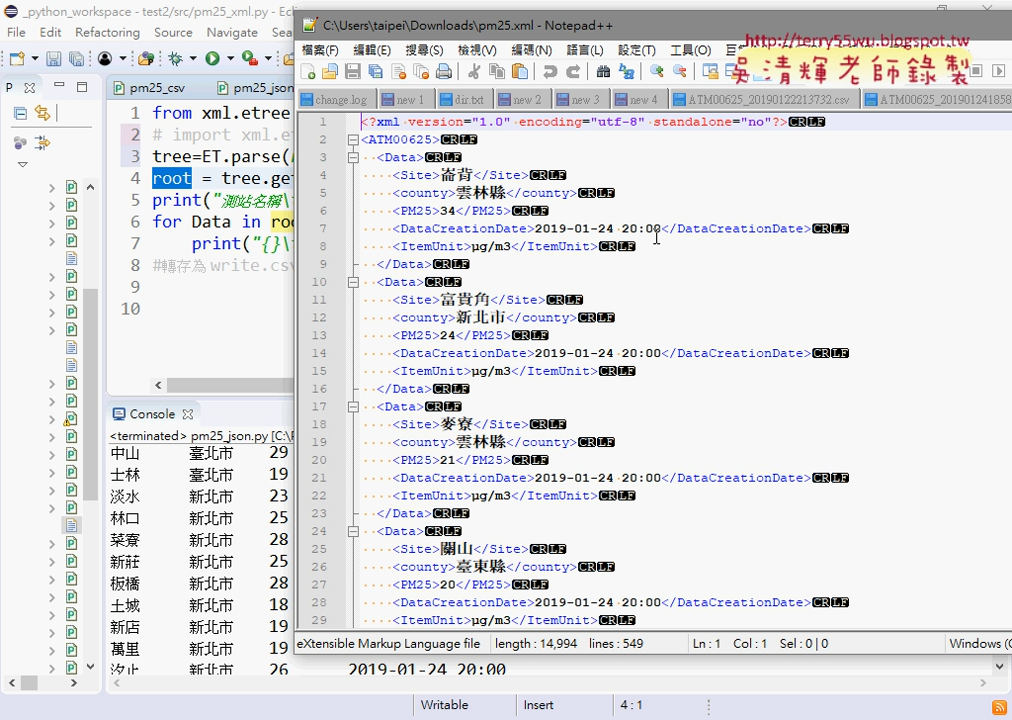 _python_workspace - test2/src/pm25_xml.py - Ecl
File Edit Refactoring Source Navigate Sea
P
pm25_csv
pm25_json
1 from xml.etree
2 # import xml.et
3 tree=ET.parse(
4 root = tree.get
5 print("測站名稱\
6 for Data in roo
7 print("{}\
8 #轉存為 write.csv
9
10
Console
<terminated> pm25_json.py [C:\P
中山 臺北市 29
士林 臺北市 19
淡水 新北市 23
林口 新北市 25
菜寮 新北市 28
新莊 新北市 25
板橋 新北市 28
土城 新北市 18
新店 新北市 19
萬里 新北市 19
汐止 新北市 26 2019-01-24 20:00
Writable Insert 4 : 1
C:\Users\taipei\Downloads\pm25.xml - Notepad++
檔案(F) 編輯(E) 搜尋(S) 檢視(V) 編碼(N) 語言(L) 設定(T) 工具(O)
http://terry55wu.blogspot.tw
吳清輝老師錄製
change.log new 1 dir.txt new 2 new 3 new 4 ATM00625_20190122213732.csv ATM00625_201901241858
1 <?xml version="1.0" encoding="utf-8" standalone="no"?>CRLF
2 <ATM00625>CRLF
3 <Data>CRLF
4 <Site>崙背</Site>CRLF
5 <county>雲林縣</county>CRLF
6 <PM25>34</PM25>CRLF
7 <DataCreationDate>2019-01-24 20:00</DataCreationDate>CRLF
8 <ItemUnit>μg/m3</ItemUnit>CRLF
9 </Data>CRLF
10 <Data>CRLF
11 <Site>富貴角</Site>CRLF
12 <county>新北市</county>CRLF
13 <PM25>24</PM25>CRLF
14 <DataCreationDate>2019-01-24 20:00</DataCreationDate>CRLF
15 <ItemUnit>μg/m3</ItemUnit>CRLF
16 </Data>CRLF
17 <Data>CRLF
18 <Site>麥寮</Site>CRLF
19 <county>雲林縣</county>CRLF
20 <PM25>21</PM25>CRLF
21 <DataCreationDate>2019-01-24 20:00</DataCreationDate>CRLF
22 <ItemUnit>μg/m3</ItemUnit>CRLF
23 </Data>CRLF
24 <Data>CRLF
25 <Site>關山</Site>CRLF
26 <county>臺東縣</county>CRLF
27 <PM25>20</PM25>CRLF
28 <DataCreationDate>2019-01-24 20:00</DataCreationDate>CRLF
29 <ItemUnit>μg/m3</ItemUnit>CRLF
eXtensible Markup Language file length : 14,994 lines : 549 Ln : 1 Col : 1 Sel : 0 | 0 Windows (